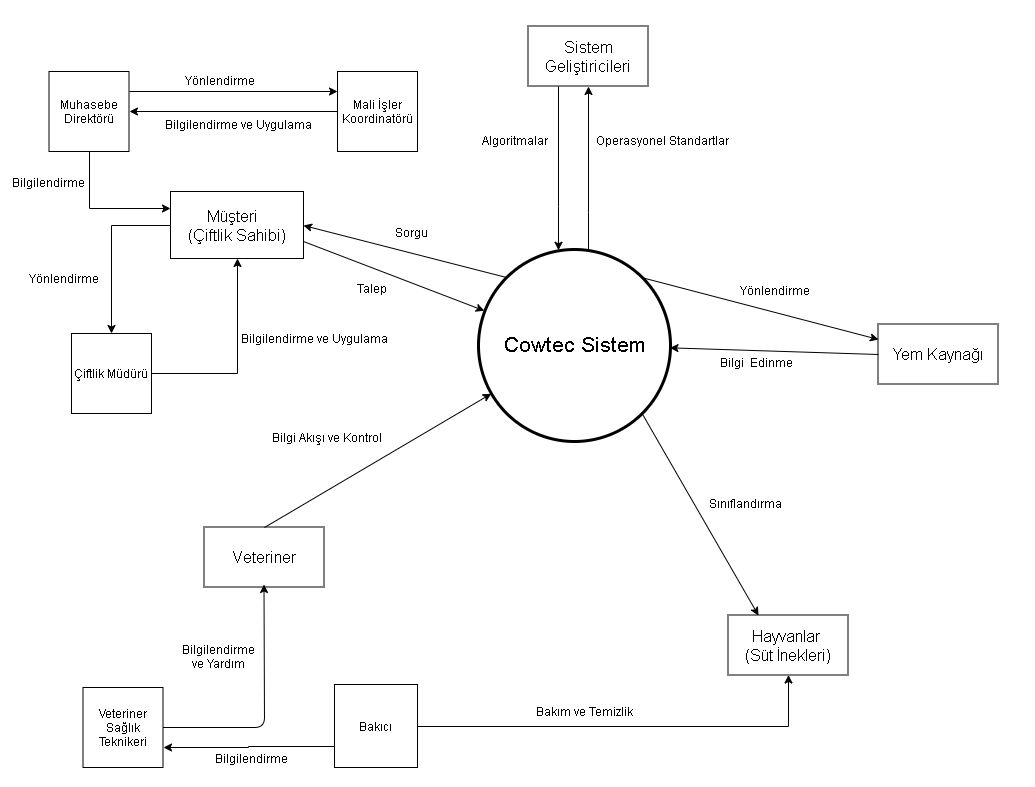 Sistem
Geliştiricileri
Yönlendirme
Muhasebe
Direktörü
Mali İşler
Koordinatörü
Bilgilendirme ve Uygulama
Algoritmalar
Operasyonel Standartlar
Bilgilendirme
Müşteri
(Çiftlik Sahibi)
Sorgu
Yönlendirme
Talep
Yönlendirme
Bilgilendirme ve Uygulama
Cowtec Sistem
Yem Kaynağı
Bilgi Edinme
Çiftlik Müdürü
Bilgi Akışı ve Kontrol
Sınıflandırma
Veteriner
Hayvanlar
(Süt İnekleri)
Bilgilendirme
ve Yardım
Veteriner
Sağlık
Teknikeri
Bakıcı
Bakım ve Temizlik
Bilgilendirme